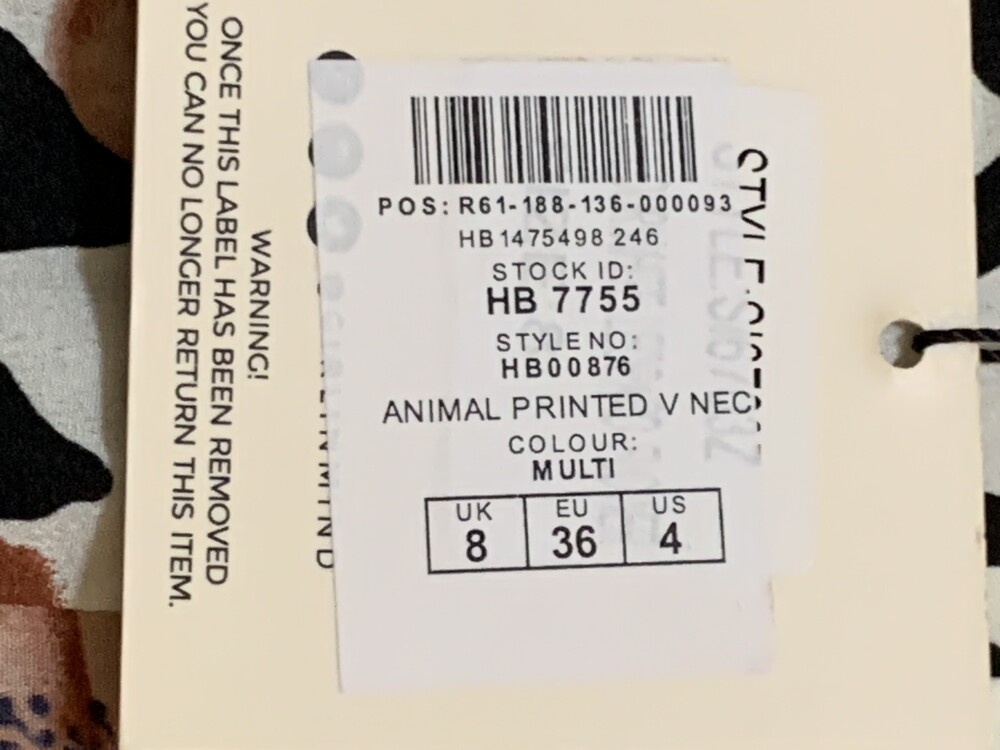 WARNING!
ONCE THIS LABEL HAS BEEN REMOVED
YOU CAN NO LONGER RETURN THIS ITEM.
POS: R61-188-136-000093
HB1475498 246
STOCK ID:
HB 7755
STYLE NO:
HB00876
ANIMAL PRINTED V NEC
COLOUR:
MULTI
UK EU US
8 36 4